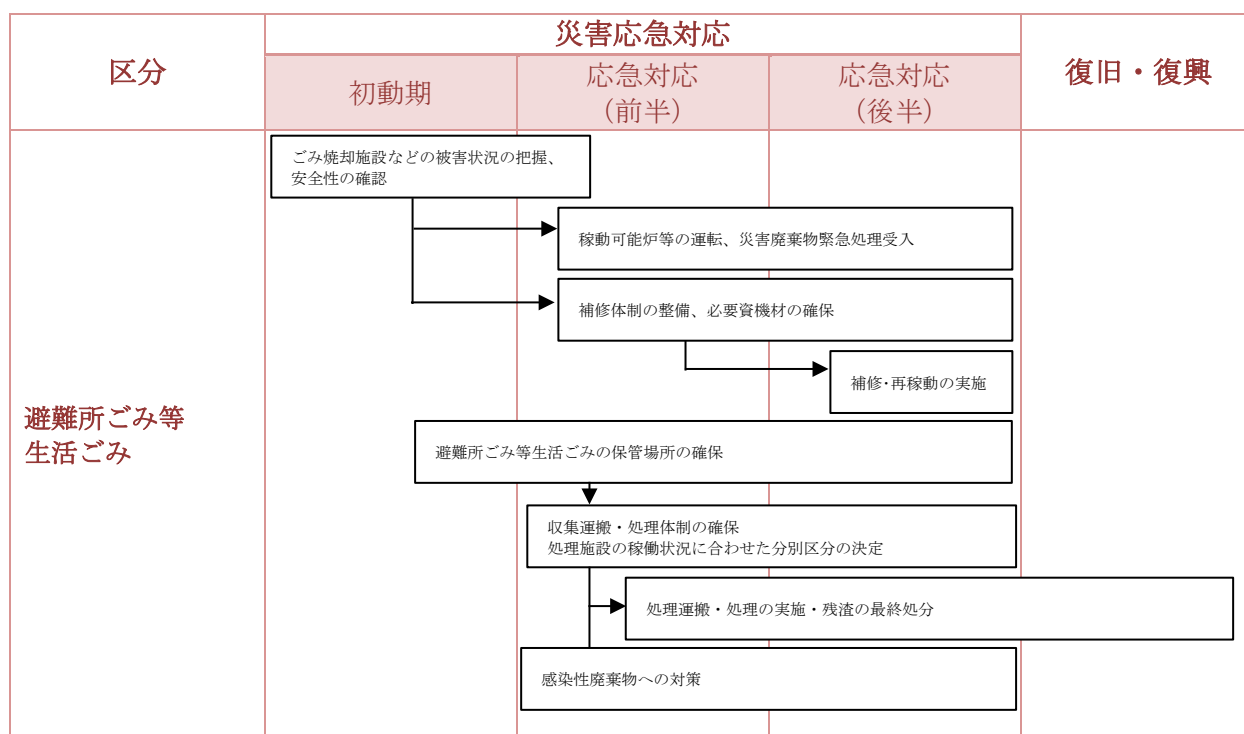 区分
災害応急対応
復旧・復興
初動期
応急対応
(前半)
応急対応
(後半)
避難所ごみ等
生活ごみ
ごみ焼却施設などの被害状況の把握、
安全性の確認
稼動可能炉等の運転、災害廃棄物緊急処理受入
補修体制の整備、必要資機材の確保
補修･再稼動の実施
避難所ごみ等生活ごみの保管場所の確保
収集運搬・処理体制の確保
処理施設の稼働状況に合わせた分別区分の決定
処理運搬・処理の実施・残渣の最終処分
感染性廃棄物への対策